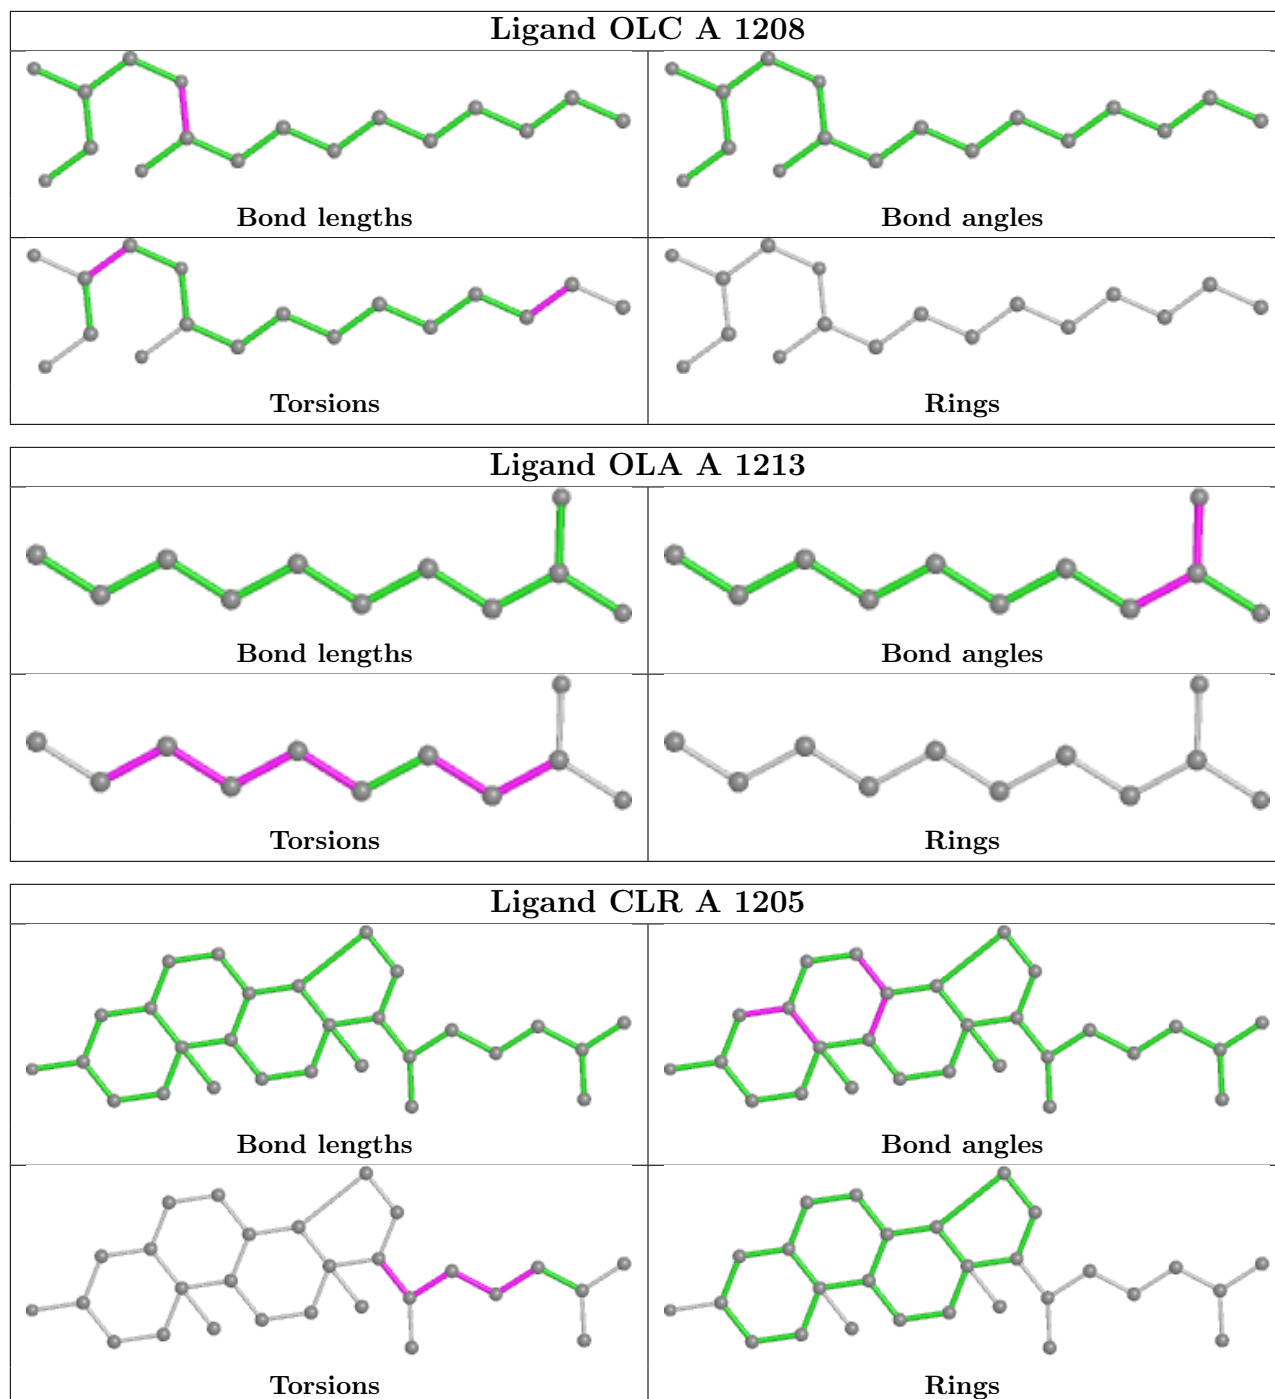 Ligand OLC A 1208
Bond lengths
Bond angles
Torsions
Rings
Ligand OLA A 1213
Bond lengths
Bond angles
Torsions
Rings
Ligand CLR A 1205
Bond lengths
Bond angles
Torsions
Rings